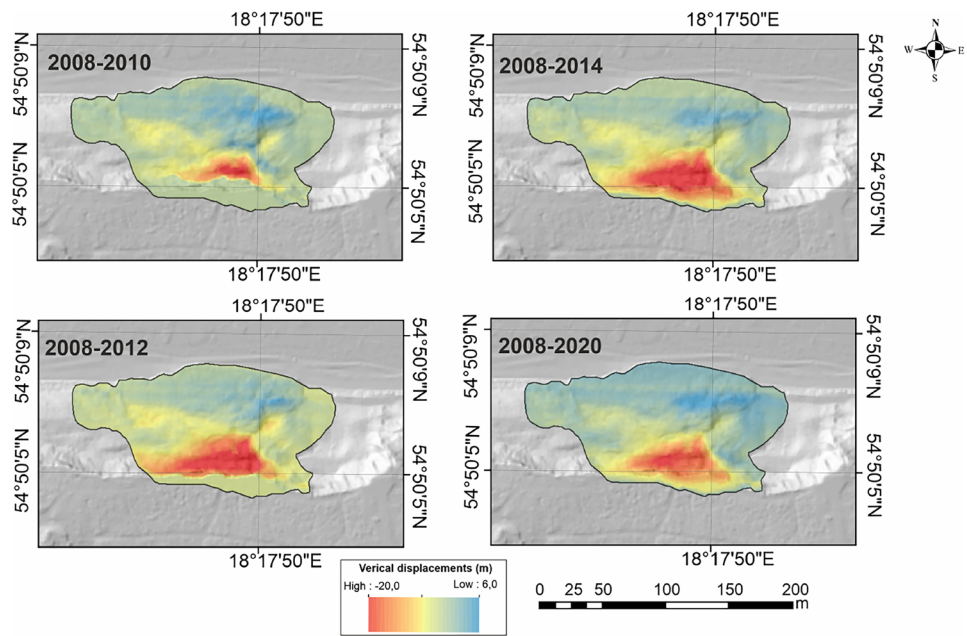 18°17'50"E
18°17'50"E
N
W E
S
2008-2010
54°50'9"N
54°50'9"N
54°50'5"N
54°50'5"N
18°17'50"E
2008-2014
54°50'9"N
54°50'9"N
54°50'5"N
54°50'5"N
18°17'50"E
18°17'50"E
2008-2012
54°50'9"N
54°50'9"N
54°50'5"N
54°50'5"N
18°17'50"E
18°17'50"E
2008-2020
54°50'9"N
54°50'9"N
54°50'5"N
54°50'5"N
18°17'50"E
Verical displacements (m)
High : -20,0 Low : 6,0
0 25 50 100 150 200
m